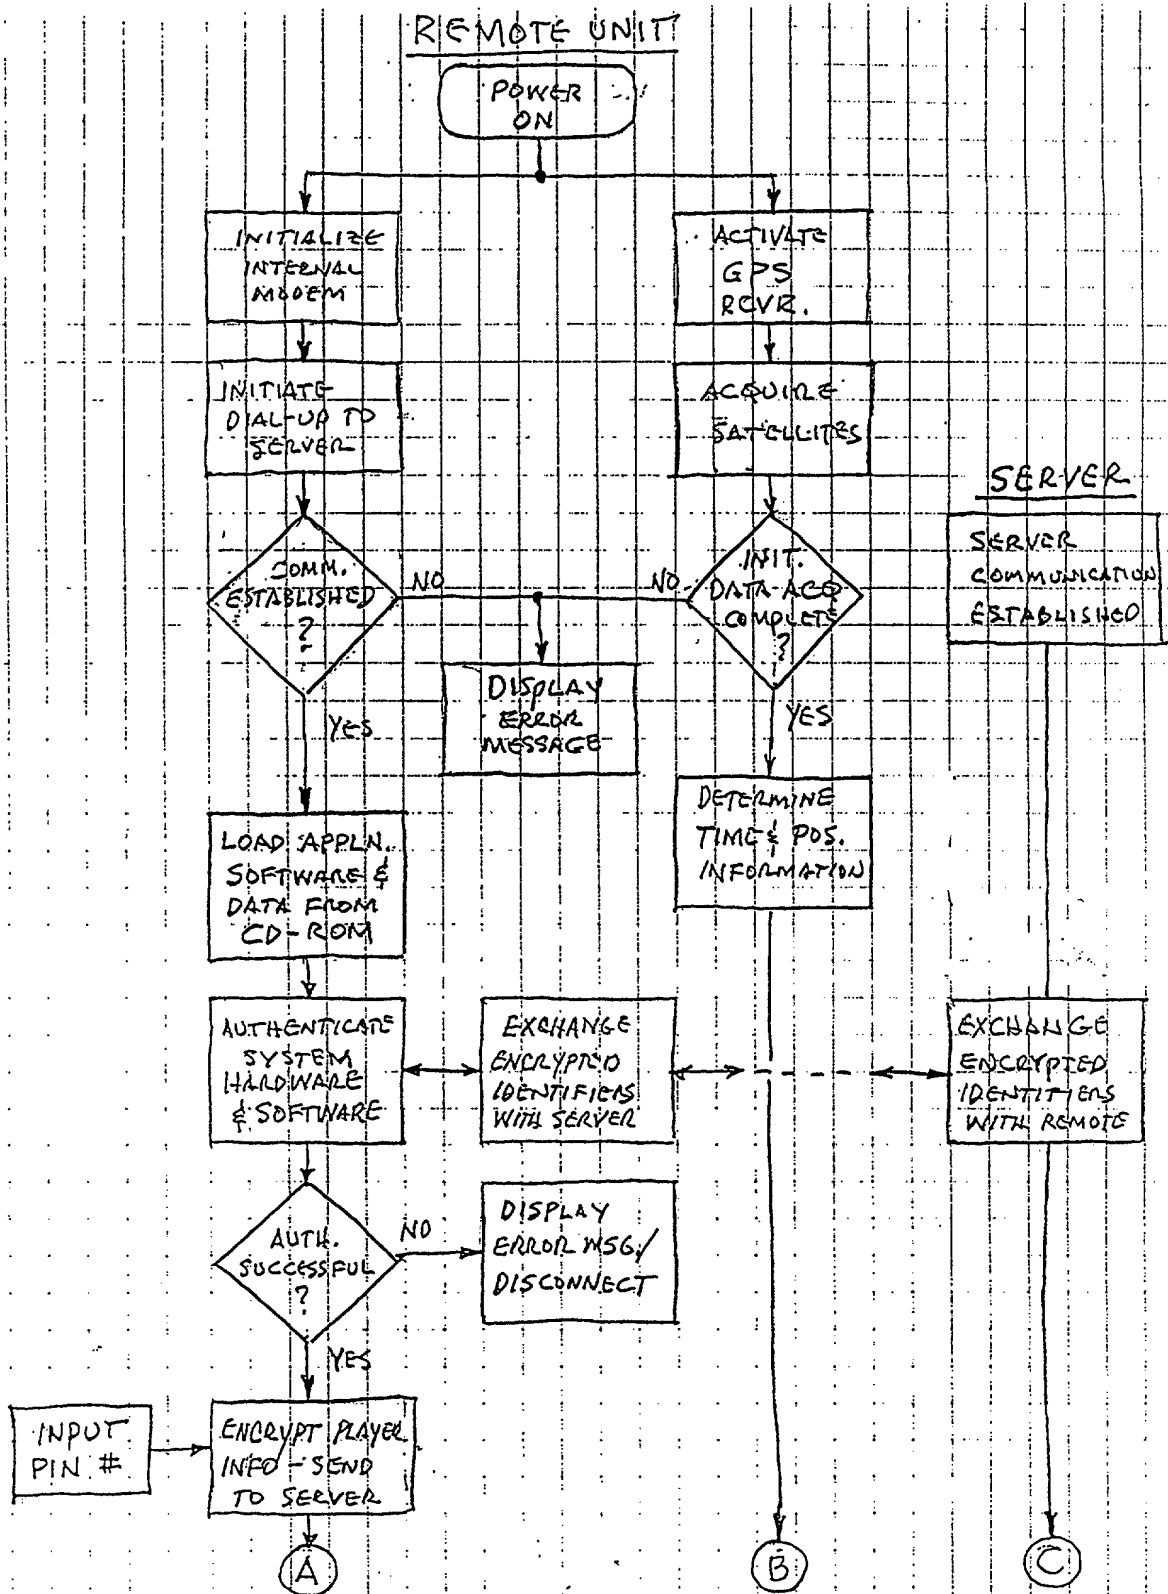 REMOTE UNIT
POWER
ON
INITIALIZE
INTERNAL
MODEM
ACTIVATE
GPS
RCVR.
INITIATE
DIAL-UP TO
SERVER
ACQUIRE
SATELLITES
SERVER
SERVER
COMMUNICATION
ESTABLISHED
COMM.
ESTABLISHED
?
NO
NO
INIT.
DATA ACQ
COMPLETE
?
DISPLAY
ERROR
MESSAGE
YES
YES
DETERMINE
TIME & POS.
INFORMATION
LOAD APPLN.
SOFTWARE &
DATA FROM
CD-ROM
AUTHENTICATE
SYSTEM
HARDWARE
& SOFTWARE
EXCHANGE
ENCRYPTED
IDENTIFIERS
WITH SERVER
EXCHANGE
ENCRYPTED
IDENTIFIERS
WITH REMOTE
AUTH.
SUCCESSFUL
?
NO
DISPLAY
ERROR MSG/
DISCONNECT
YES
INPUT
PIN #
ENCRYPT PLAYER
INFO - SEND
TO SERVER
A
B
C